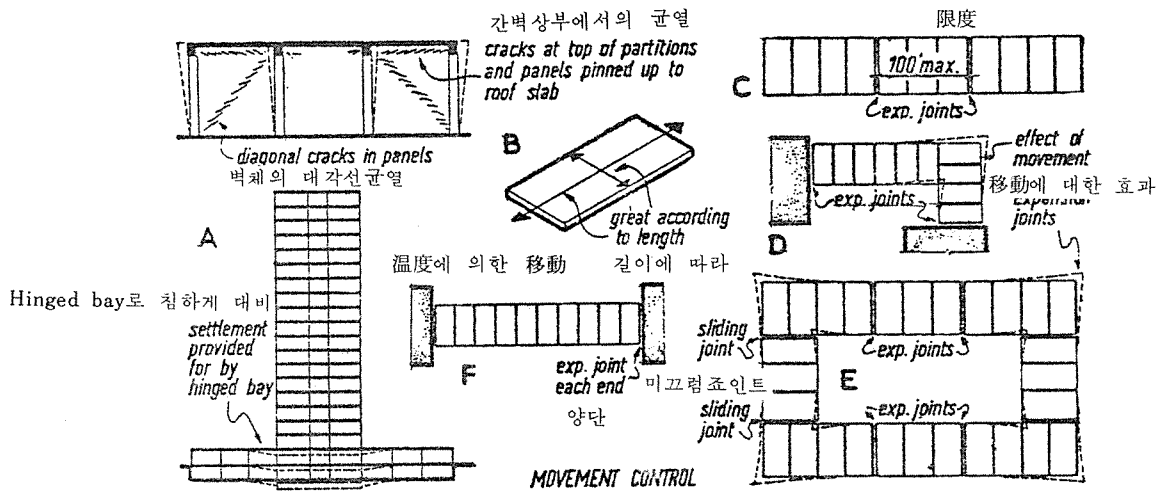 간벽상부에서의 균열
cracks at top of partitions
and panels pinned up to
roof slab
diagonal cracks in panels
벽체의 대각선균열
A
Hinged bay로 침하게 대비
settlement
provided
for by
hinged bay
B
great according
to length
温度에 의한 移動 길이에 따라
限度
C
100' max.
exp. joints
effect of
movement
移動에 대한 효과
exp. joints
expansion
joints
D
F
exp. joint
each end
양단
미끄럼죠인트
sliding
joint
exp. joints
E
sliding
joint
exp. joints
MOVEMENT CONTROL